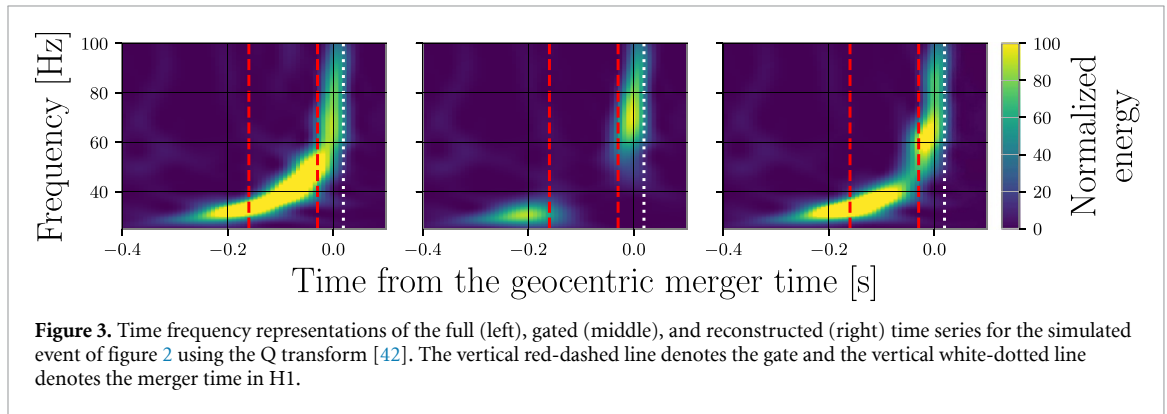 100
80
60
40
Frequency [Hz]
−0.4 −0.2 0.0
−0.4 −0.2 0.0
−0.4 −0.2 0.0
Time from the geocentric merger time [s]
100
80
60
40
20
0
Normalized
energy
Figure 3. Time frequency representations of the full (left), gated (middle), and reconstructed (right) time series for the simulated
event of figure 2 using the Q transform [42]. The vertical red-dashed line denotes the gate and the vertical white-dotted line
denotes the merger time in H1.